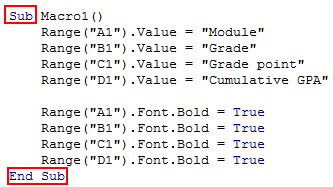 Sub Macro1()
Range("A1").Value = "Module"
Range("B1").Value = "Grade"
Range("C1").Value = "Grade point"
Range("D1").Value = "Cumulative GPA"
Range("A1").Font.Bold = True
Range("B1").Font.Bold = True
Range("C1").Font.Bold = True
Range("D1").Font.Bold = True
End Sub